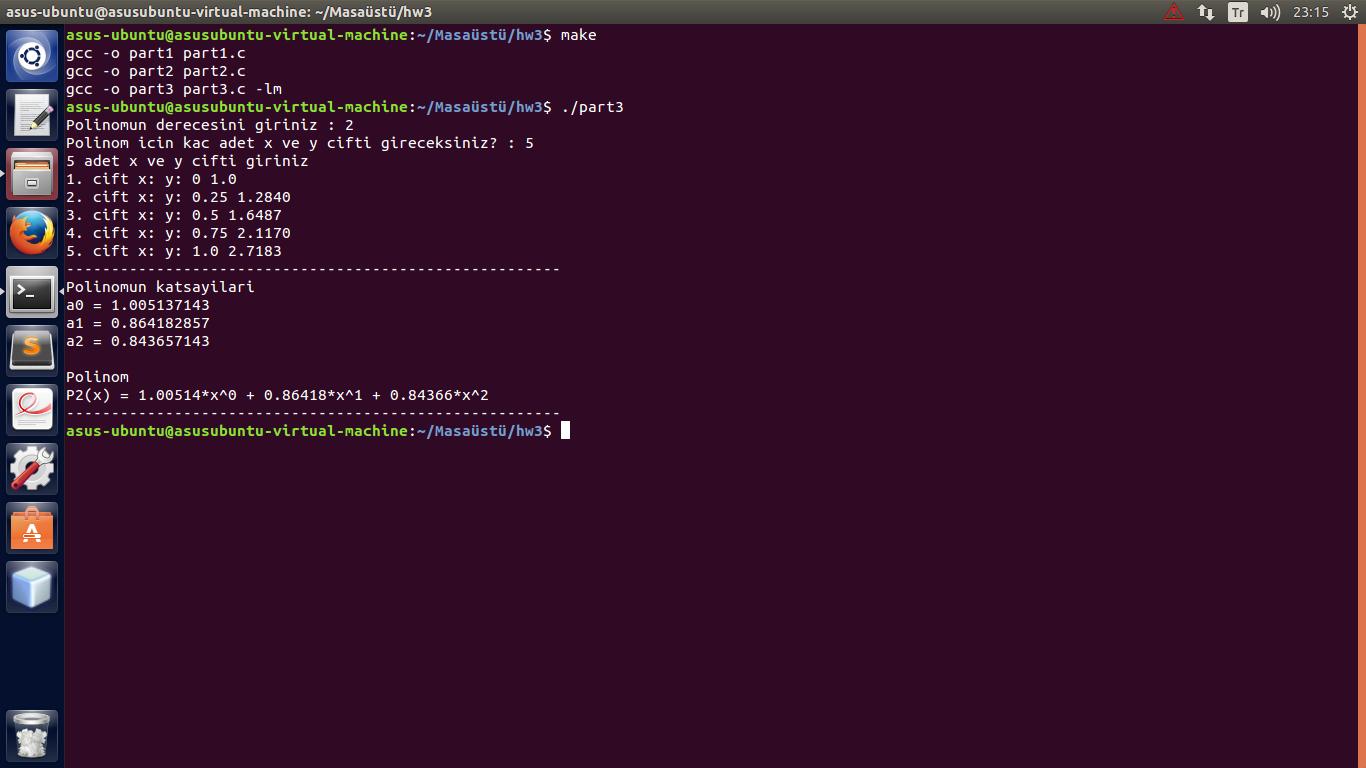 asus-ubuntu@asusubuntu-virtual-machine: ~/Masaüstü/hw3
Tr
23:15
asus-ubuntu@asusubuntu-virtual-machine:~/Masaüstü/hw3$ make
gcc -o part1 part1.c
gcc -o part2 part2.c
gcc -o part3 part3.c -lm
asus-ubuntu@asusubuntu-virtual-machine:~/Masaüstü/hw3$ ./part3
Polinomun derecesini giriniz : 2
Polinom icin kac adet x ve y cifti gireceksiniz? : 5
5 adet x ve y cifti giriniz
1. cift x: y: 0 1.0
2. cift x: y: 0.25 1.2840
3. cift x: y: 0.5 1.6487
4. cift x: y: 0.75 2.1170
5. cift x: y: 1.0 2.7183
-------------------------------------------------------
Polinomun katsayilari
a0 = 1.005137143
a1 = 0.864182857
a2 = 0.843657143
Polinom
P2(x) = 1.00514*x^0 + 0.86418*x^1 + 0.84366*x^2
-------------------------------------------------------
asus-ubuntu@asusubuntu-virtual-machine:~/Masaüstü/hw3$